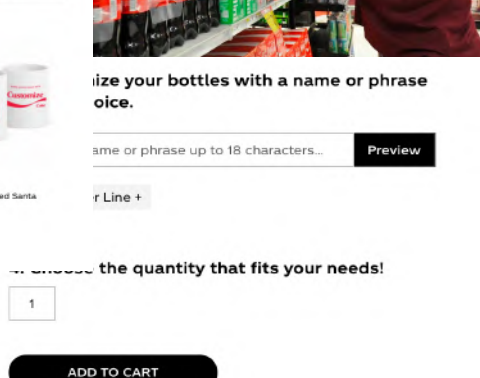 ize your bottles with a name or phrase
oice.
Customize
ame or phrase up to 18 characters...
Preview
ed Santa
r Line +
the quantity that fits your needs!
1
ADD TO CART